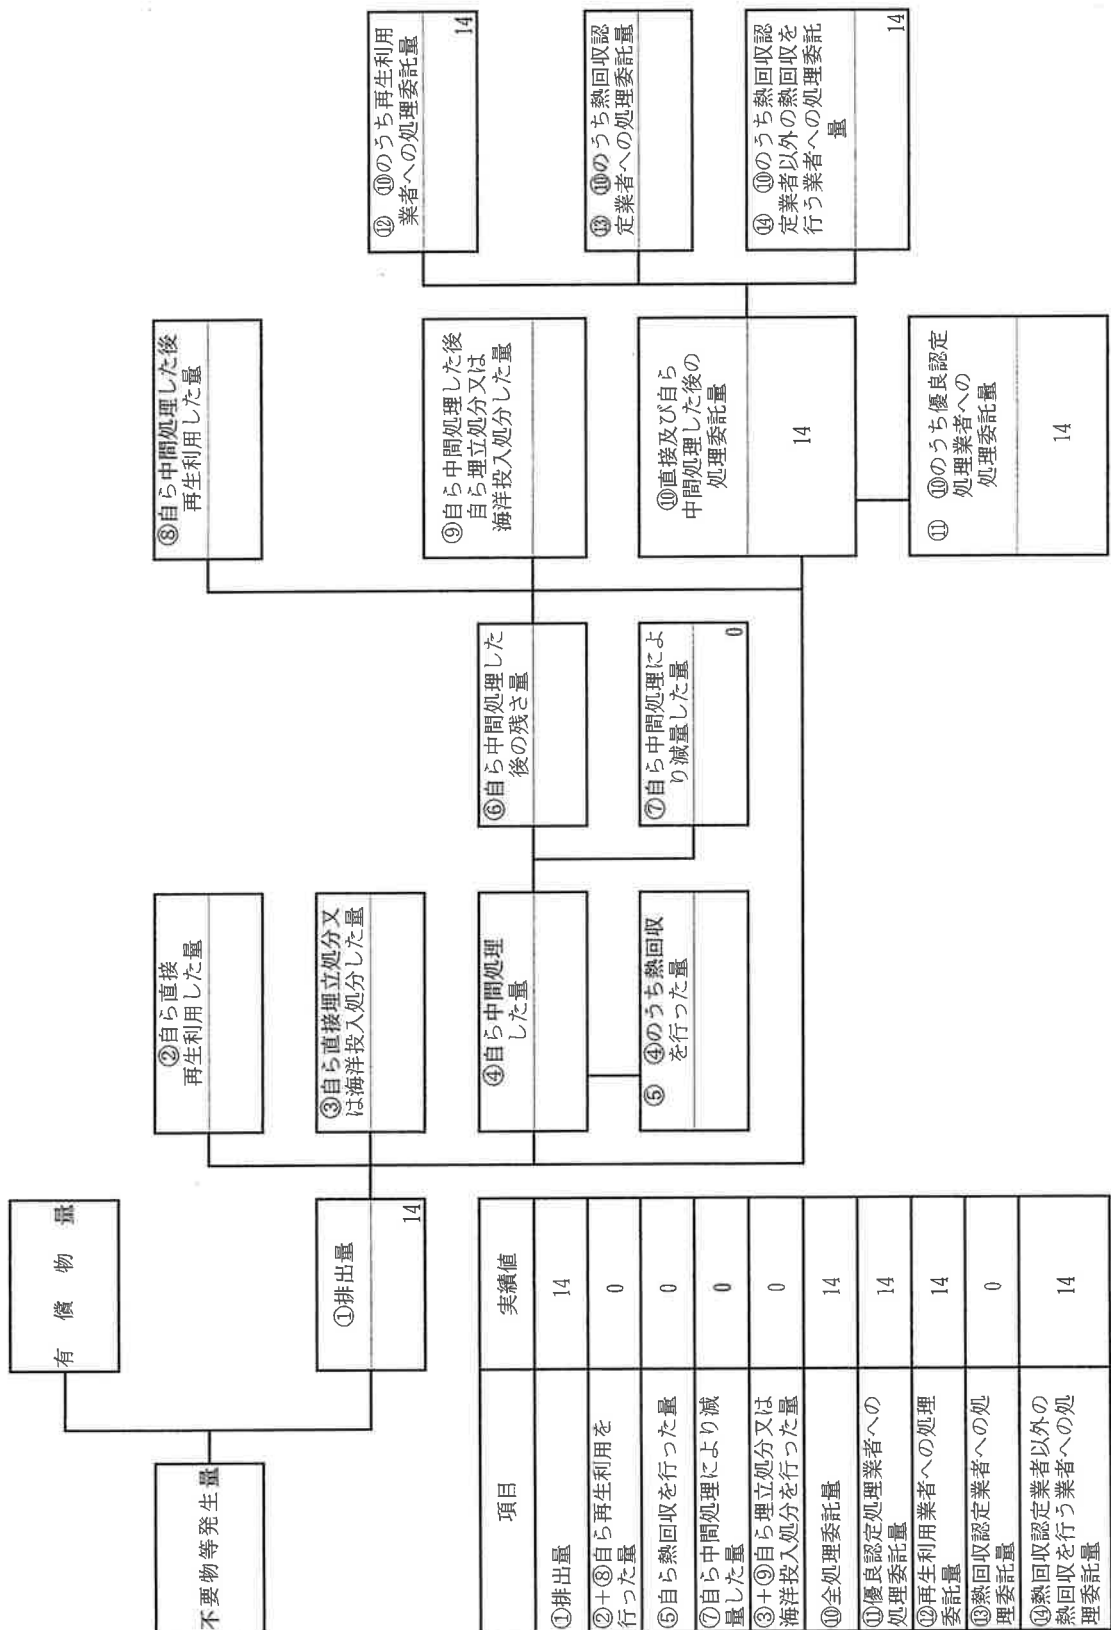 有　償　物　量
不要物等発生量
①排出量
14
②自ら直接
再生利用した量
③自ら直接埋立処分又
は海洋投入処分した量
④自ら中間処理
した量
⑤　④のうち熱回収
を行った量
⑥自ら中間処理した
後の残さ量
⑦自ら中間処理によ
り減量した量
0
⑧自ら中間処理した後
再生利用した量
⑨自ら中間処理した後
自ら埋立処分又は
海洋投入処分した量
⑩直接及び自ら
中間処理した後の
処理委託量
14
⑪　⑩のうち優良認定
処理業者への
処理委託量
14
⑫　⑩のうち再生利用
業者への処理委託量
14
⑬　⑩のうち熱回収認
定業者への処理委託量
⑭　⑩のうち熱回収認
定業者以外の熱回収を
行う業者への処理委託
量
14
項目　実績値
①排出量　14
②+⑧自ら再生利用を
行った量　0
⑤自ら熱回収を行った量　0
⑦自ら中間処理により減
量した量　0
③+⑨自ら埋立処分又は
海洋投入処分を行った量　0
⑩全処理委託量　14
⑪優良認定処理業者への
処理委託量　14
⑫再生利用業者への処理
委託量　14
⑬熱回収認定業者への処
理委託量　0
⑭熱回収認定業者以外の
熱回収を行う業者への処
理委託量　14